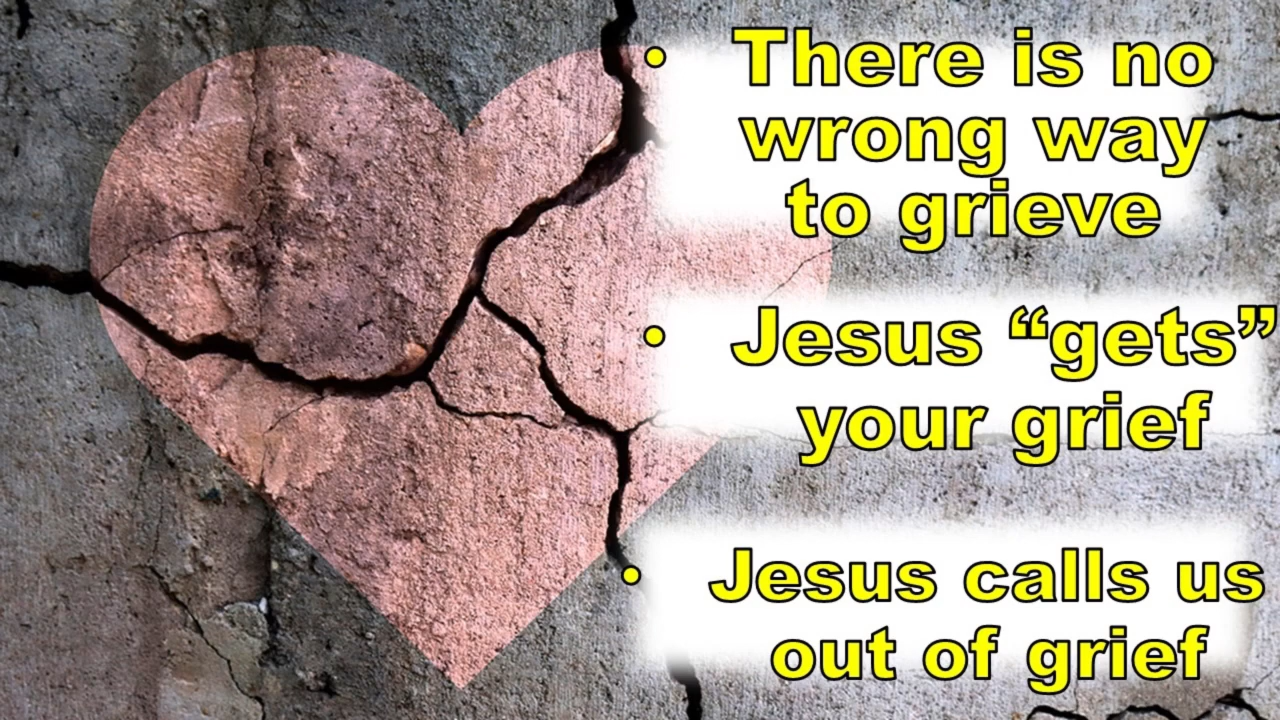 • There is no
wrong way
to grieve
• Jesus “gets”
your grief
• Jesus calls us
out of grief